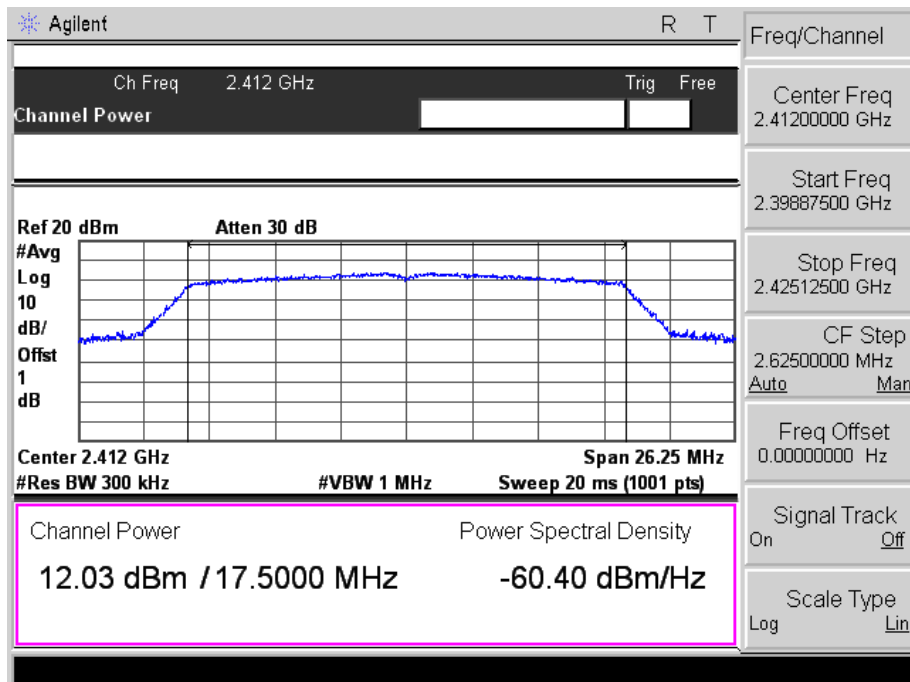 Agilent R T
Ch Freq 2.412 GHz Trig Free
Channel Power
Ref 20 dBm Atten 30 dB
#Avg
Log
10
dB/
Offst
1
dB
Center 2.412 GHz Span 26.25 MHz
#Res BW 300 kHz #VBW 1 MHz Sweep 20 ms (1001 pts)
Channel Power Power Spectral Density
12.03 dBm / 17.5000 MHz -60.40 dBm/Hz
Freq/Channel
Center Freq
2.41200000 GHz
Start Freq
2.39887500 GHz
Stop Freq
2.42512500 GHz
CF Step
2.62500000 MHz
Auto Man
Freq Offset
0.00000000 Hz
Signal Track
On Off
Scale Type
Log Lin